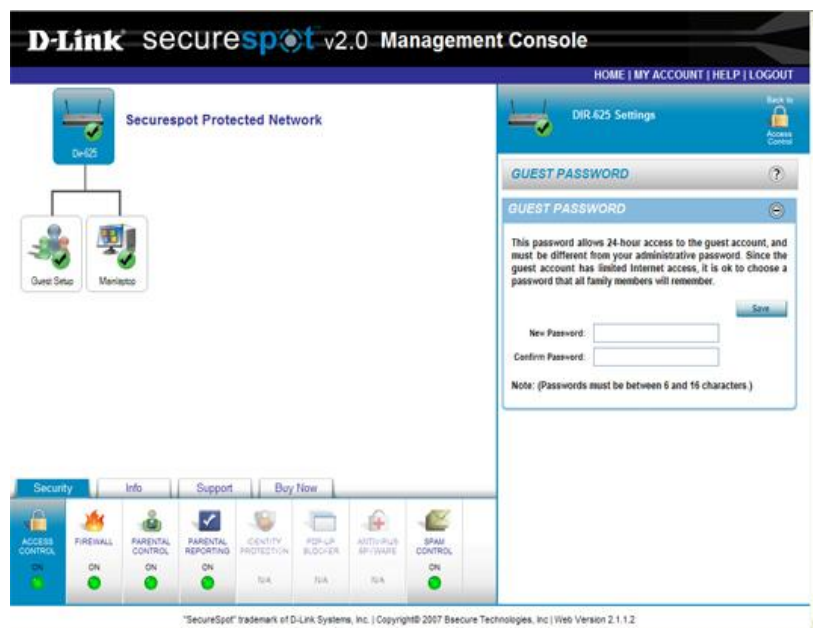 D-Link securespot v2.0 Management Console
HOME | MY ACCOUNT | HELP | LOGOUT
Securespot Protected Network
Dir-625
Guest Setup
Manlaptop
DIR-625 Settings
Back to
Access
Control
GUEST PASSWORD
?
GUEST PASSWORD
This password allows 24-hour access to the guest account, and
must be different from your administrative password. Since the
guest account has limited Internet access, it is ok to choose a
password that all family members will remember.
Save
New Password:
Confirm Password:
Note: (Passwords must be between 6 and 16 characters.)
Security
Info
Support
Buy Now
ACCESS
CONTROL
ON
FIREWALL
ON
PARENTAL
CONTROL
ON
PARENTAL
REPORTING
ON
IDENTITY
PROTECTION
N/A
POP-UP
BLOCKER
N/A
ANTIVIRUS
SPYWARE
N/A
SPAM
CONTROL
ON
"SecureSpot" trademark of D-Link Systems, Inc. | Copyright© 2007 Bsecure Technologies, Inc | Web Version 2.1.1.2